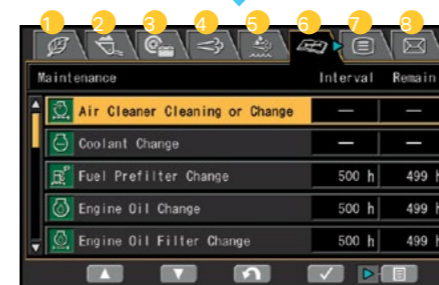 1 2 3 4 5 6 7 8
Maintenance Interval Remain
Air Cleaner Cleaning or Change — —
Coolant Change — —
Fuel Prefilter Change 500 h 499 h
Engine Oil Change 500 h 499 h
Engine Oil Filter Change 500 h 499 h